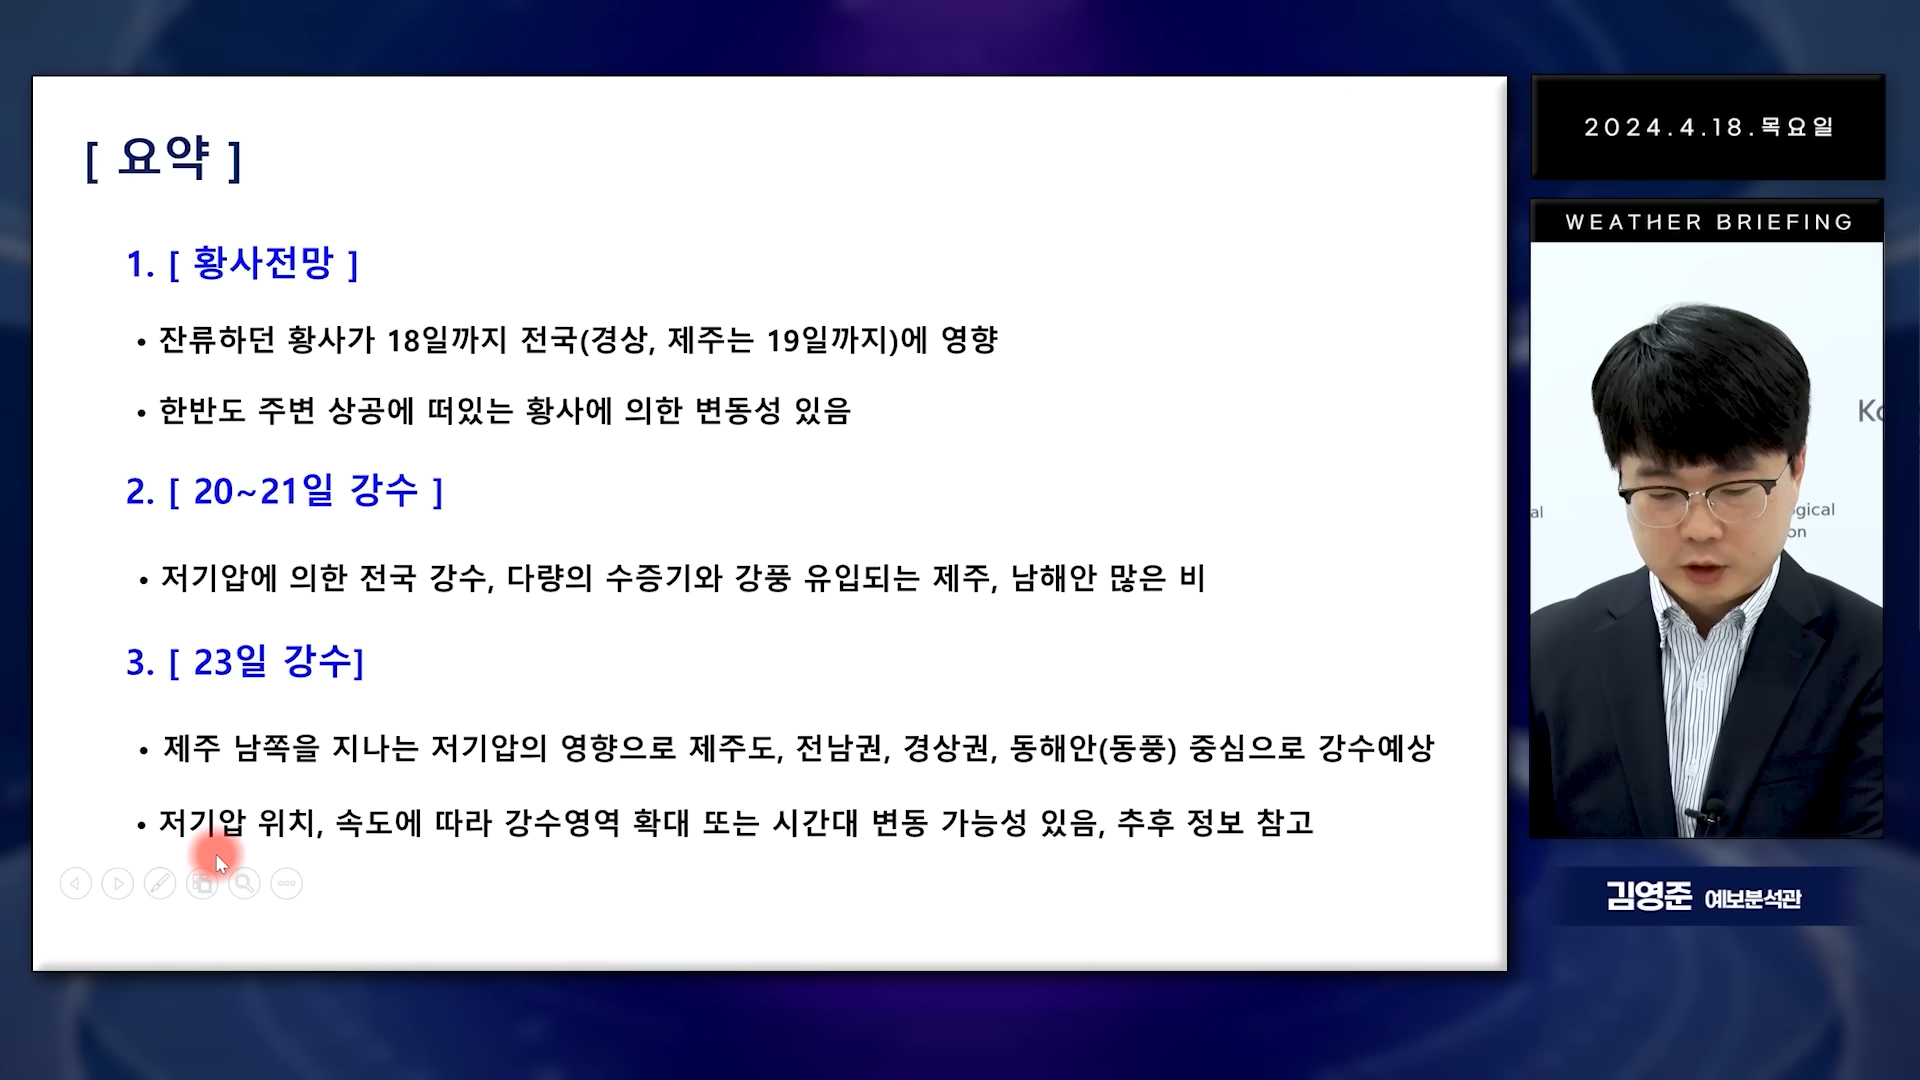 [ 요약 ]
1. [ 황사전망 ]
• 잔류하던 황사가 18일까지 전국(경상, 제주는 19일까지)에 영향
• 한반도 주변 상공에 떠있는 황사에 의한 변동성 있음
2. [ 20~21일 강수 ]
• 저기압에 의한 전국 강수, 다량의 수증기와 강풍 유입되는 제주, 남해안 많은 비
3. [ 23일 강수]
• 제주 남쪽을 지나는 저기압의 영향으로 제주도, 전남권, 경상권, 동해안(동풍) 중심으로 강수예상
• 저기압 위치, 속도에 따라 강수영역 확대 또는 시간대 변동 가능성 있음, 추후 정보 참고
2024.4.18.목요일
WEATHER BRIEFING
Ko
al
ogical
on
김영준 예보분석관